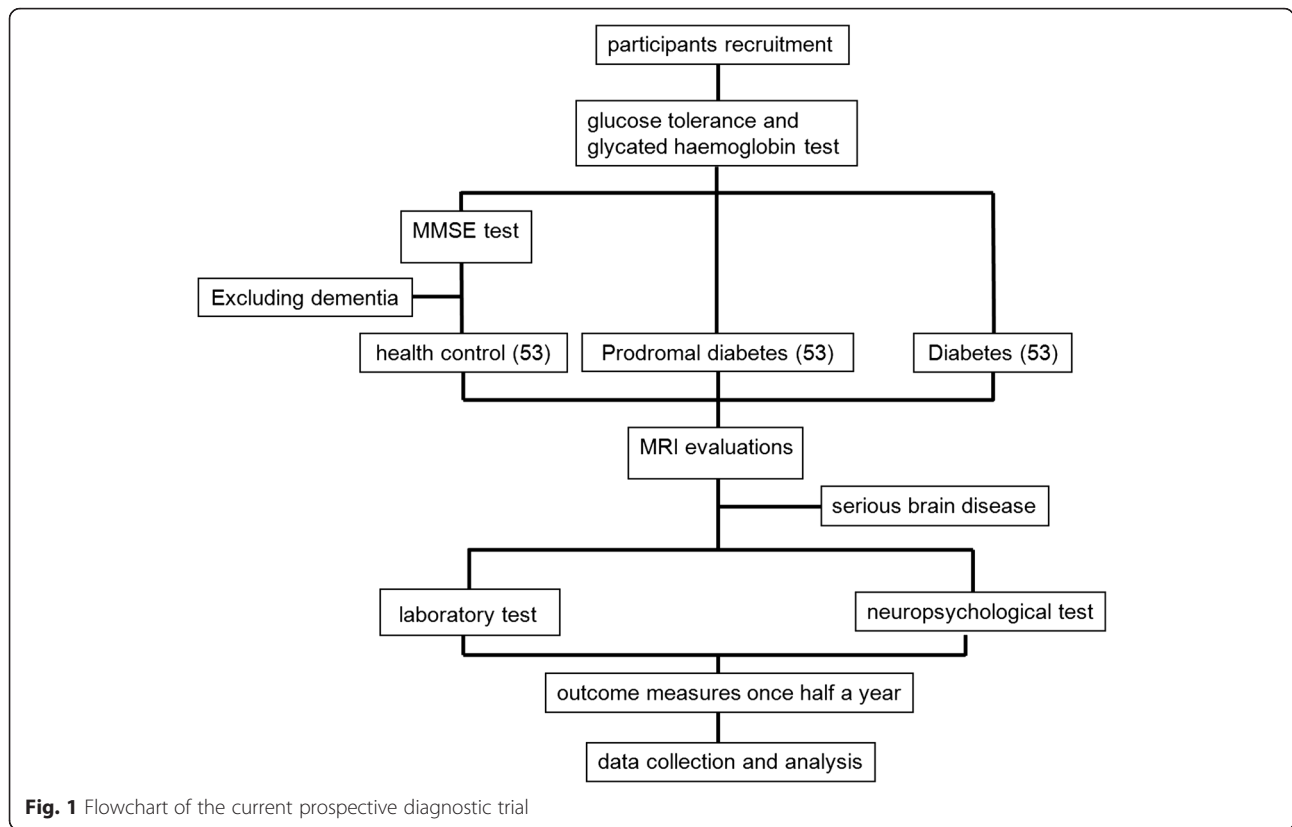 participants recruitment
glucose tolerance and
glycated haemoglobin test
MMSE test
Excluding dementia
health control (53)
Prodromal diabetes (53)
Diabetes (53)
MRI evaluations
serious brain disease
laboratory test
neuropsychological test
outcome measures once half a year
data collection and analysis
Fig. 1 Flowchart of the current prospective diagnostic trial